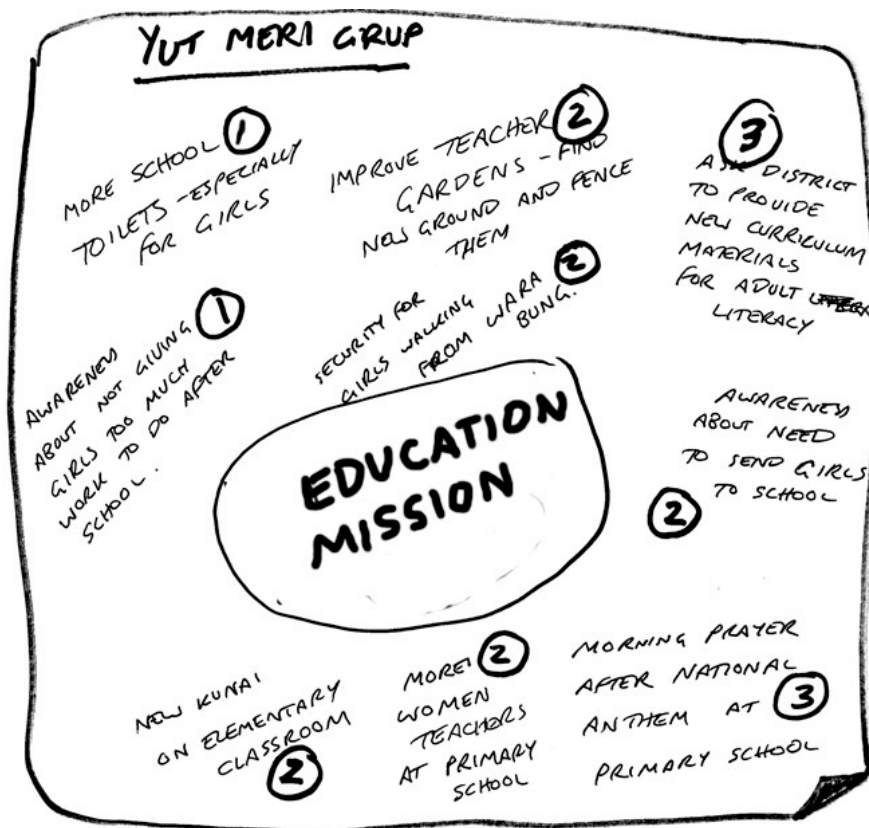 YUT MERI GRUP
1
MORE SCHOOL
TOILETS - ESPECIALLY
FOR GIRLS
2
IMPROVE TEACHER
GARDENS - FIND
NEW GROUND AND FENCE
THEM
3
ASK DISTRICT
TO PROVIDE
NEW CURRICULUM
MATERIALS
FOR ADULT
LITERACY
1
AWARENESS
ABOUT NOT GIVING
GIRLS TOO MUCH
WORK TO DO AFTER
SCHOOL.
2
SECURITY FOR
GIRLS WALKING
FROM WARA
BUNG.
EDUCATION
MISSION
AWARENESS
ABOUT NEED
TO SEND GIRLS
TO SCHOOL
2
NEW KUNAI
ON ELEMENTARY
CLASSROOM
2
MORE 2
WOMEN
TEACHERS
AT PRIMARY
SCHOOL
MORNING PRAYER
AFTER NATIONAL
ANTHEM AT 3
PRIMARY SCHOOL